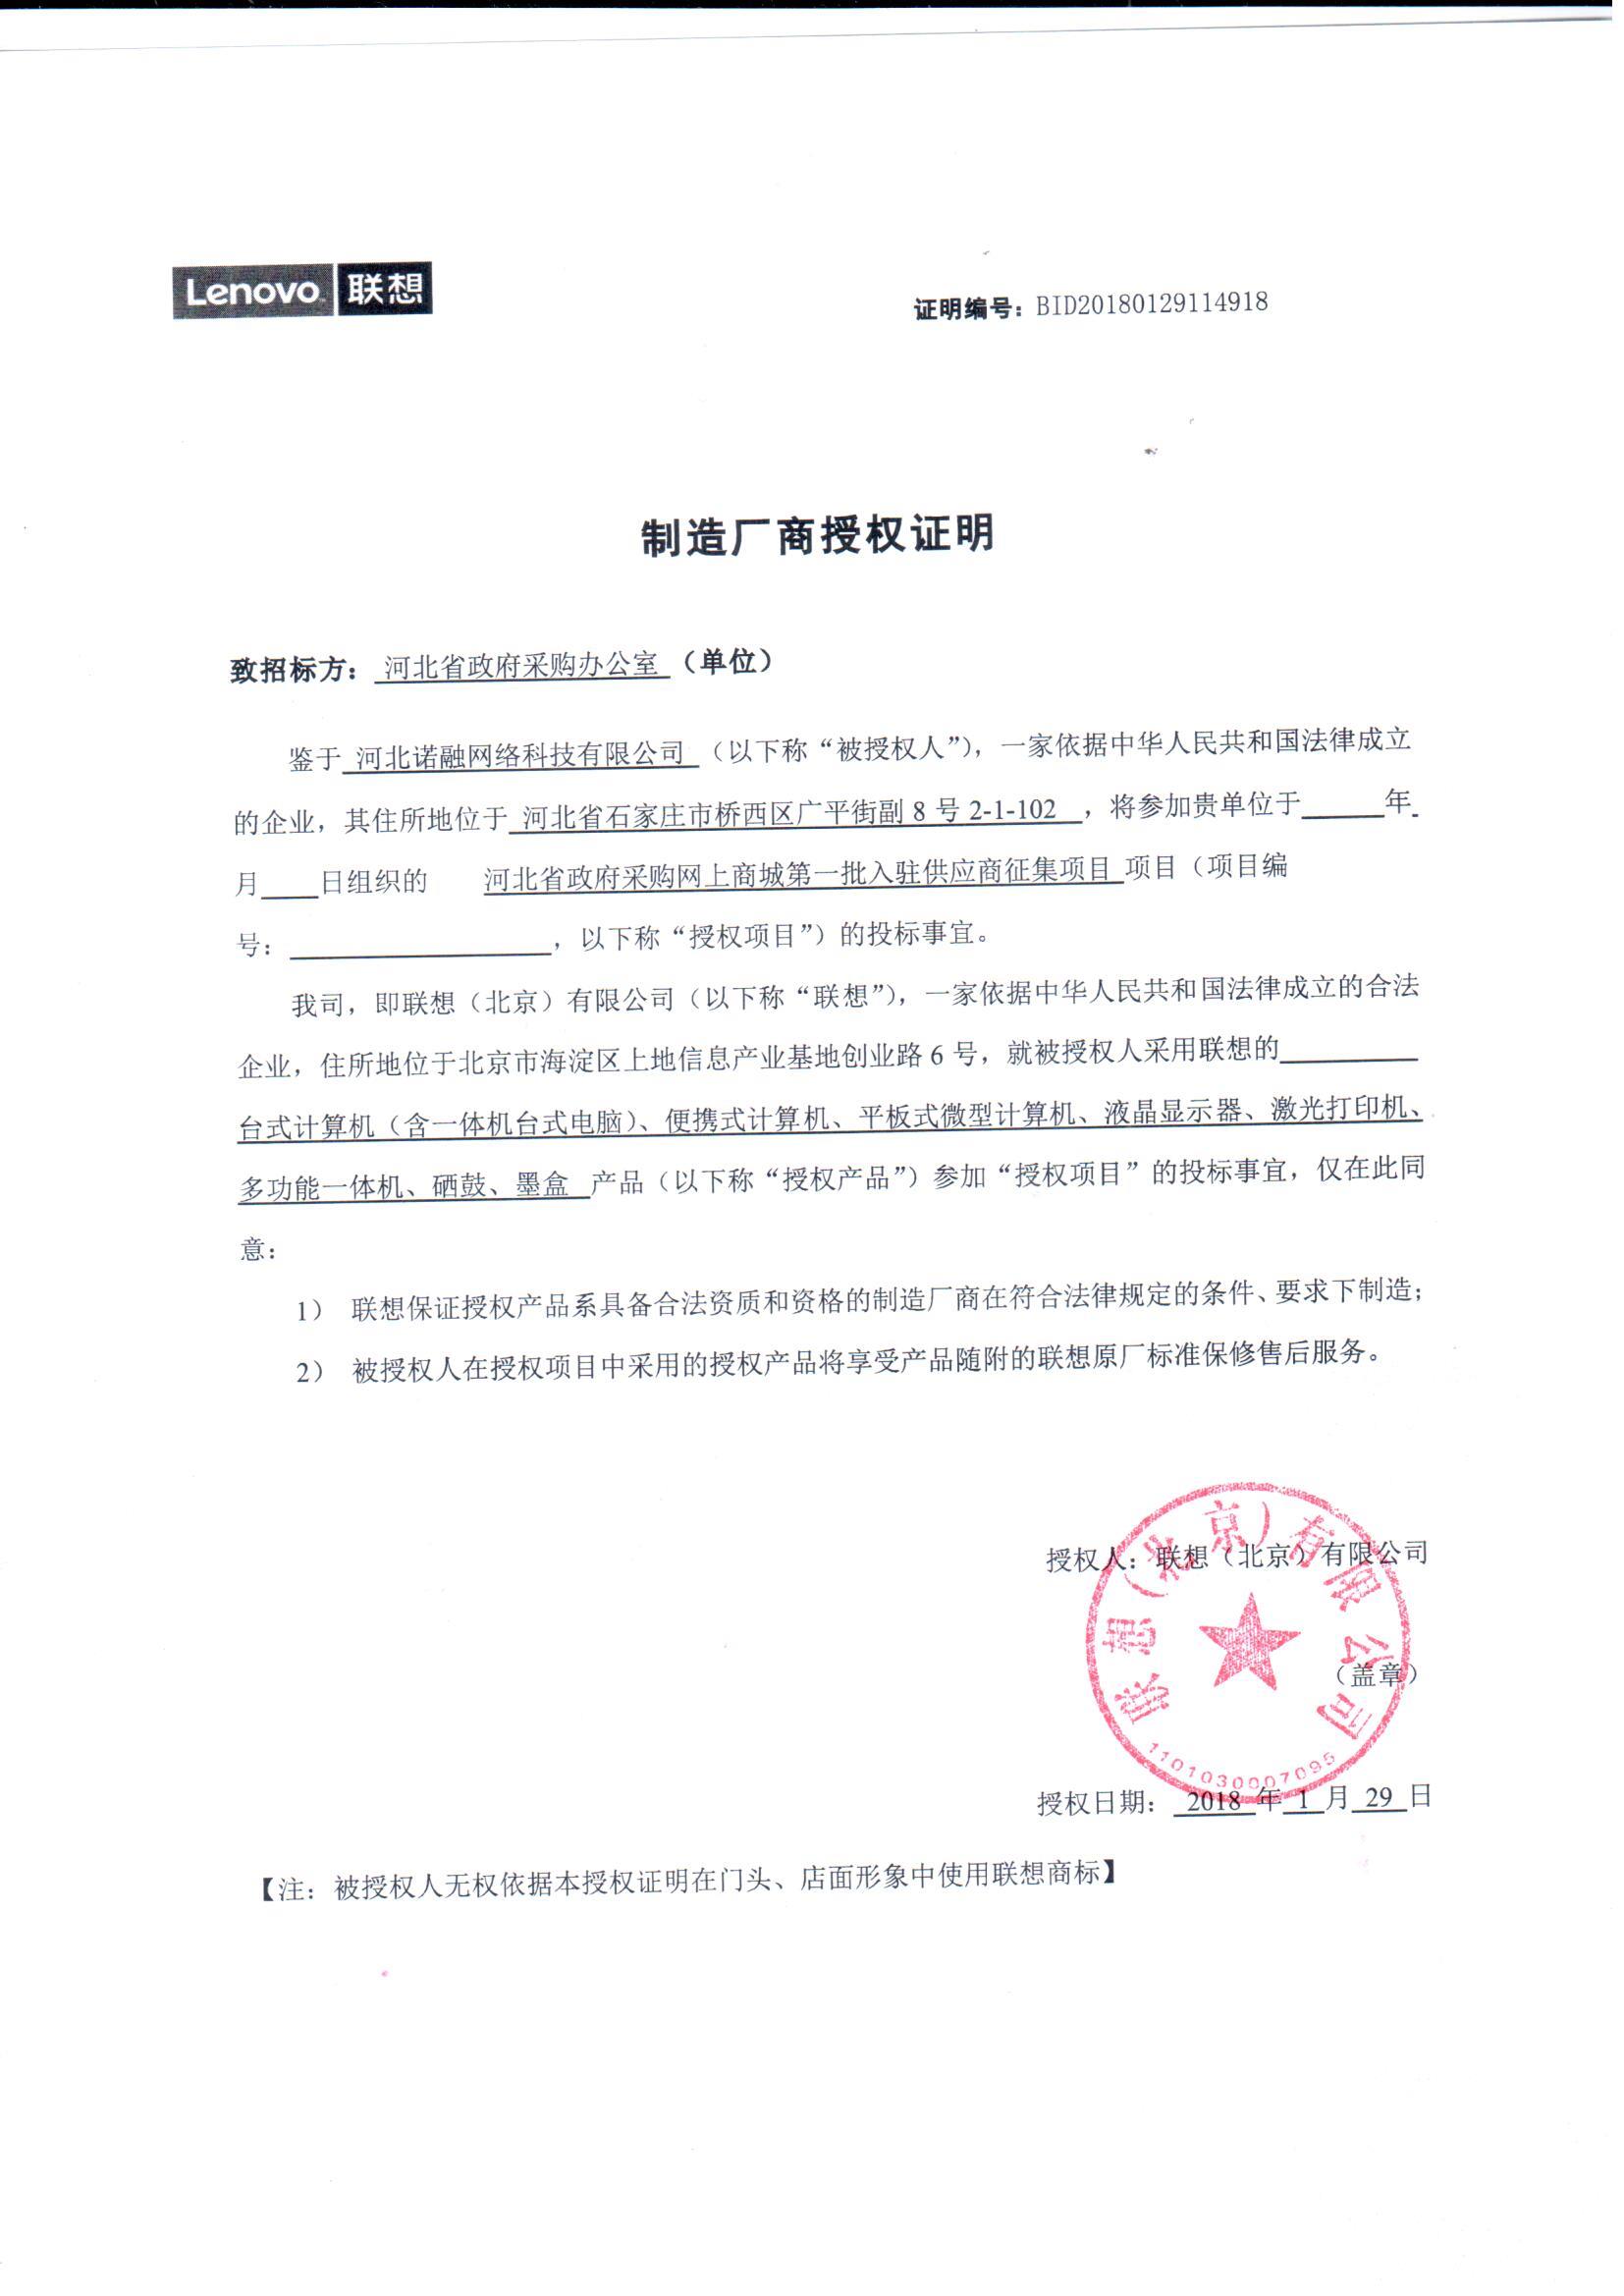 Lenovo 联想
证明编号：BID20180129114918
制造厂商授权证明
致招标方：河北省政府采购办公室（单位）
鉴于 河北诺融网络科技有限公司 （以下称“被授权人”），一家依据中华人民共和国法律成立
的企业，其住所地位于 河北省石家庄市桥西区广平街副 8 号 2-1-102 ，将参加贵单位于______年
月____日组织的 河北省政府采购网上商城第一批入驻供应商征集项目 项目（项目编
号：__________________，以下称“授权项目”）的投标事宜。
我司，即联想（北京）有限公司（以下称“联想”），一家依据中华人民共和国法律成立的合法
企业，住所地位于北京市海淀区上地信息产业基地创业路 6 号，就被授权人采用联想的__________
台式计算机（含一体机台式电脑）、便携式计算机、平板式微型计算机、液晶显示器、激光打印机、
多功能一体机、硒鼓、墨盒 产品（以下称“授权产品”）参加“授权项目”的投标事宜，仅在此同
意：
1） 联想保证授权产品系具备合法资质和资格的制造厂商在符合法律规定的条件、要求下制造；
2） 被授权人在授权项目中采用的授权产品将享受产品随附的联想原厂标准保修售后服务。
授权人：联想（北京）有限公司
联想(北京)有限公司
（盖章）
1101030007095
授权日期： 2018 年 1 月 29 日
【注：被授权人无权依据本授权证明在门头、店面形象中使用联想商标】